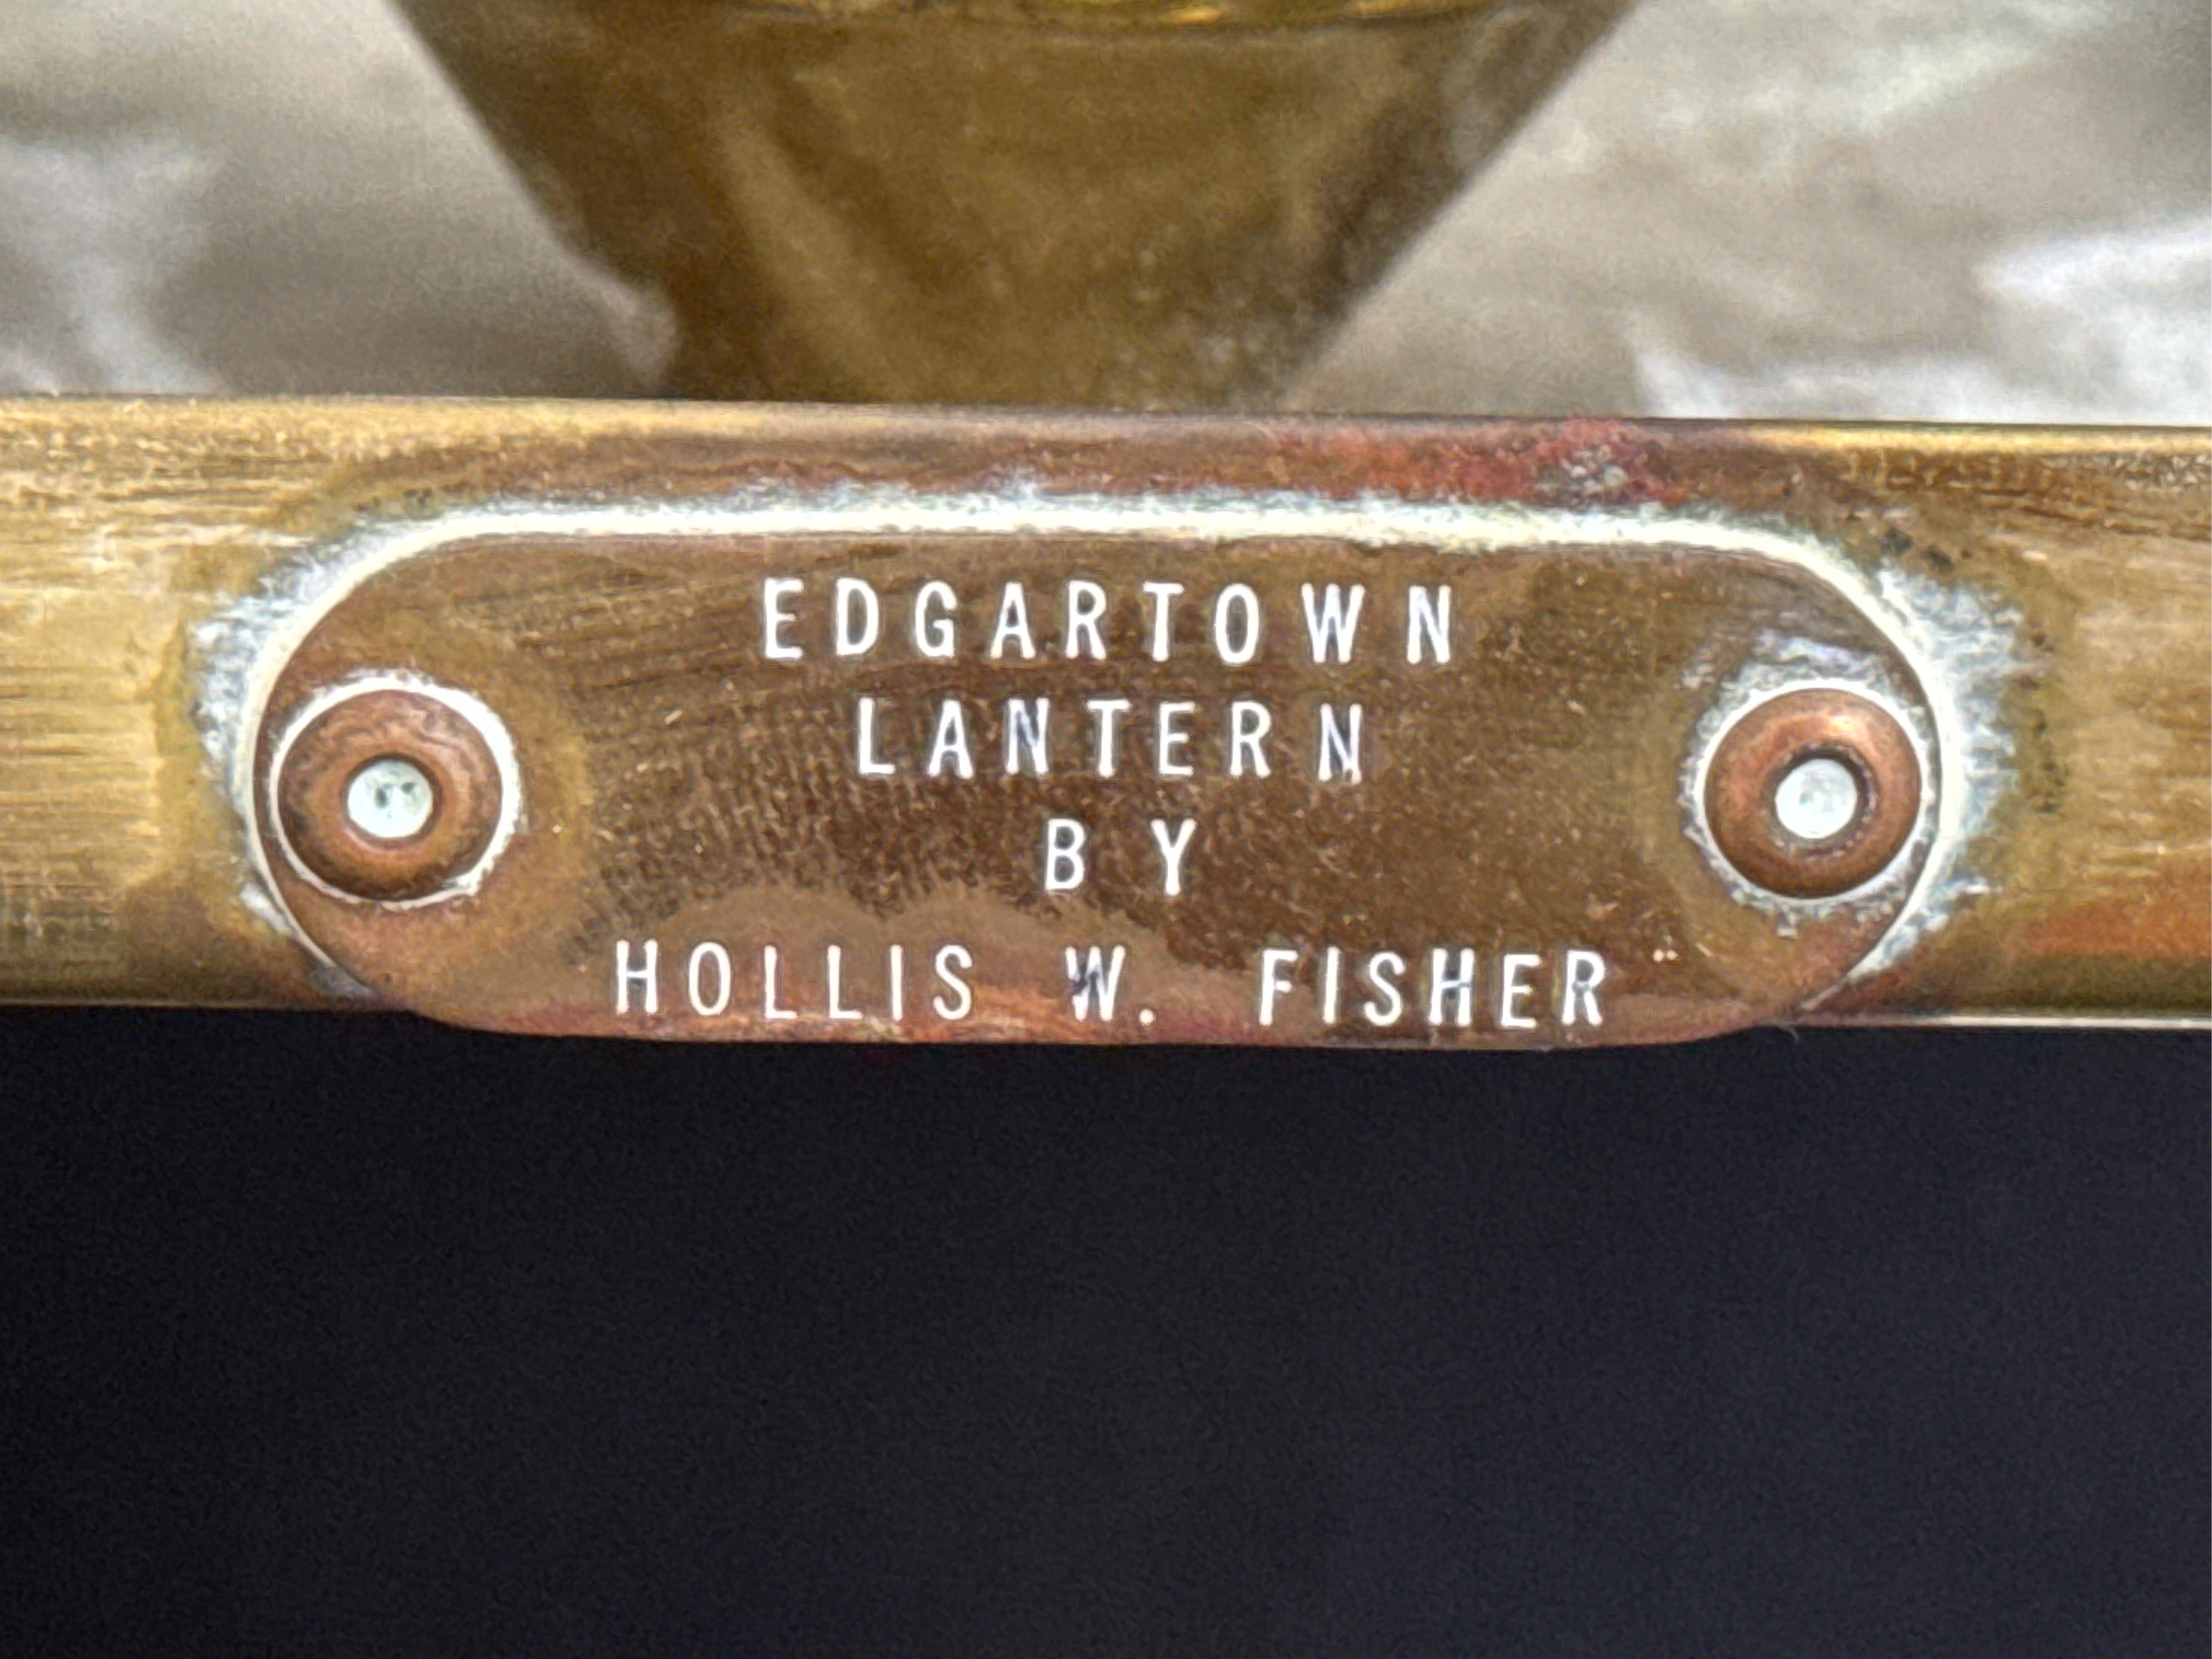 EDGARTOWN
LANTERN
BY
HOLLIS W. FISHER